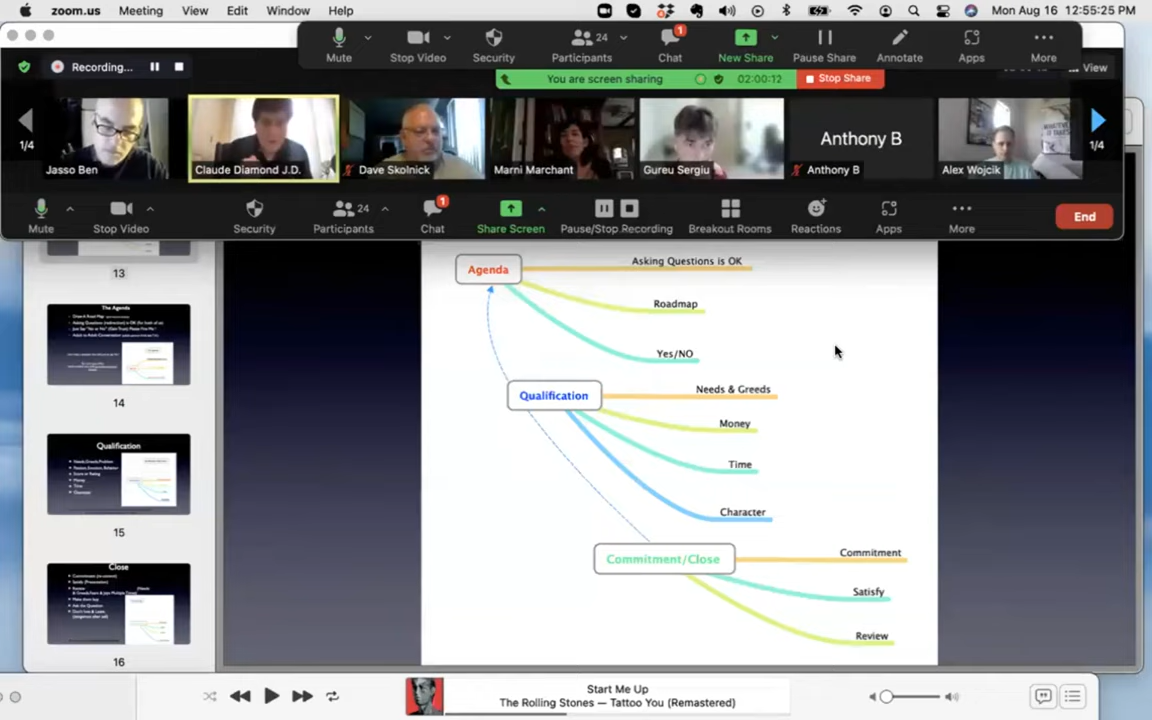 zoom.us Meeting View Edit Window Help
Mon Aug 16 12:55:25 PM
Recording...
Mute
Stop Video
Security
24
Participants
1
Chat
New Share
Pause Share
Annotate
Apps
More
You are screen sharing
02:00:12
Stop Share
View
1/4
Jasso Ben
Claude Diamond J.D.
Dave Skolnick
Marni Marchant
Gureu Sergiu
Anthony B
Anthony B
Alex Wojcik
1/4
Mute
Stop Video
Security
24
Participants
1
Chat
Share Screen
Pause/Stop Recording
Breakout Rooms
Reactions
Apps
More
End
13
The Agenda
14
Qualification
15
Close
16
Agenda
Asking Questions is OK
Roadmap
Yes/NO
Qualification
Needs & Greeds
Money
Time
Character
Commitment/Close
Commitment
Satisfy
Review
Start Me Up
The Rolling Stones — Tattoo You (Remastered)